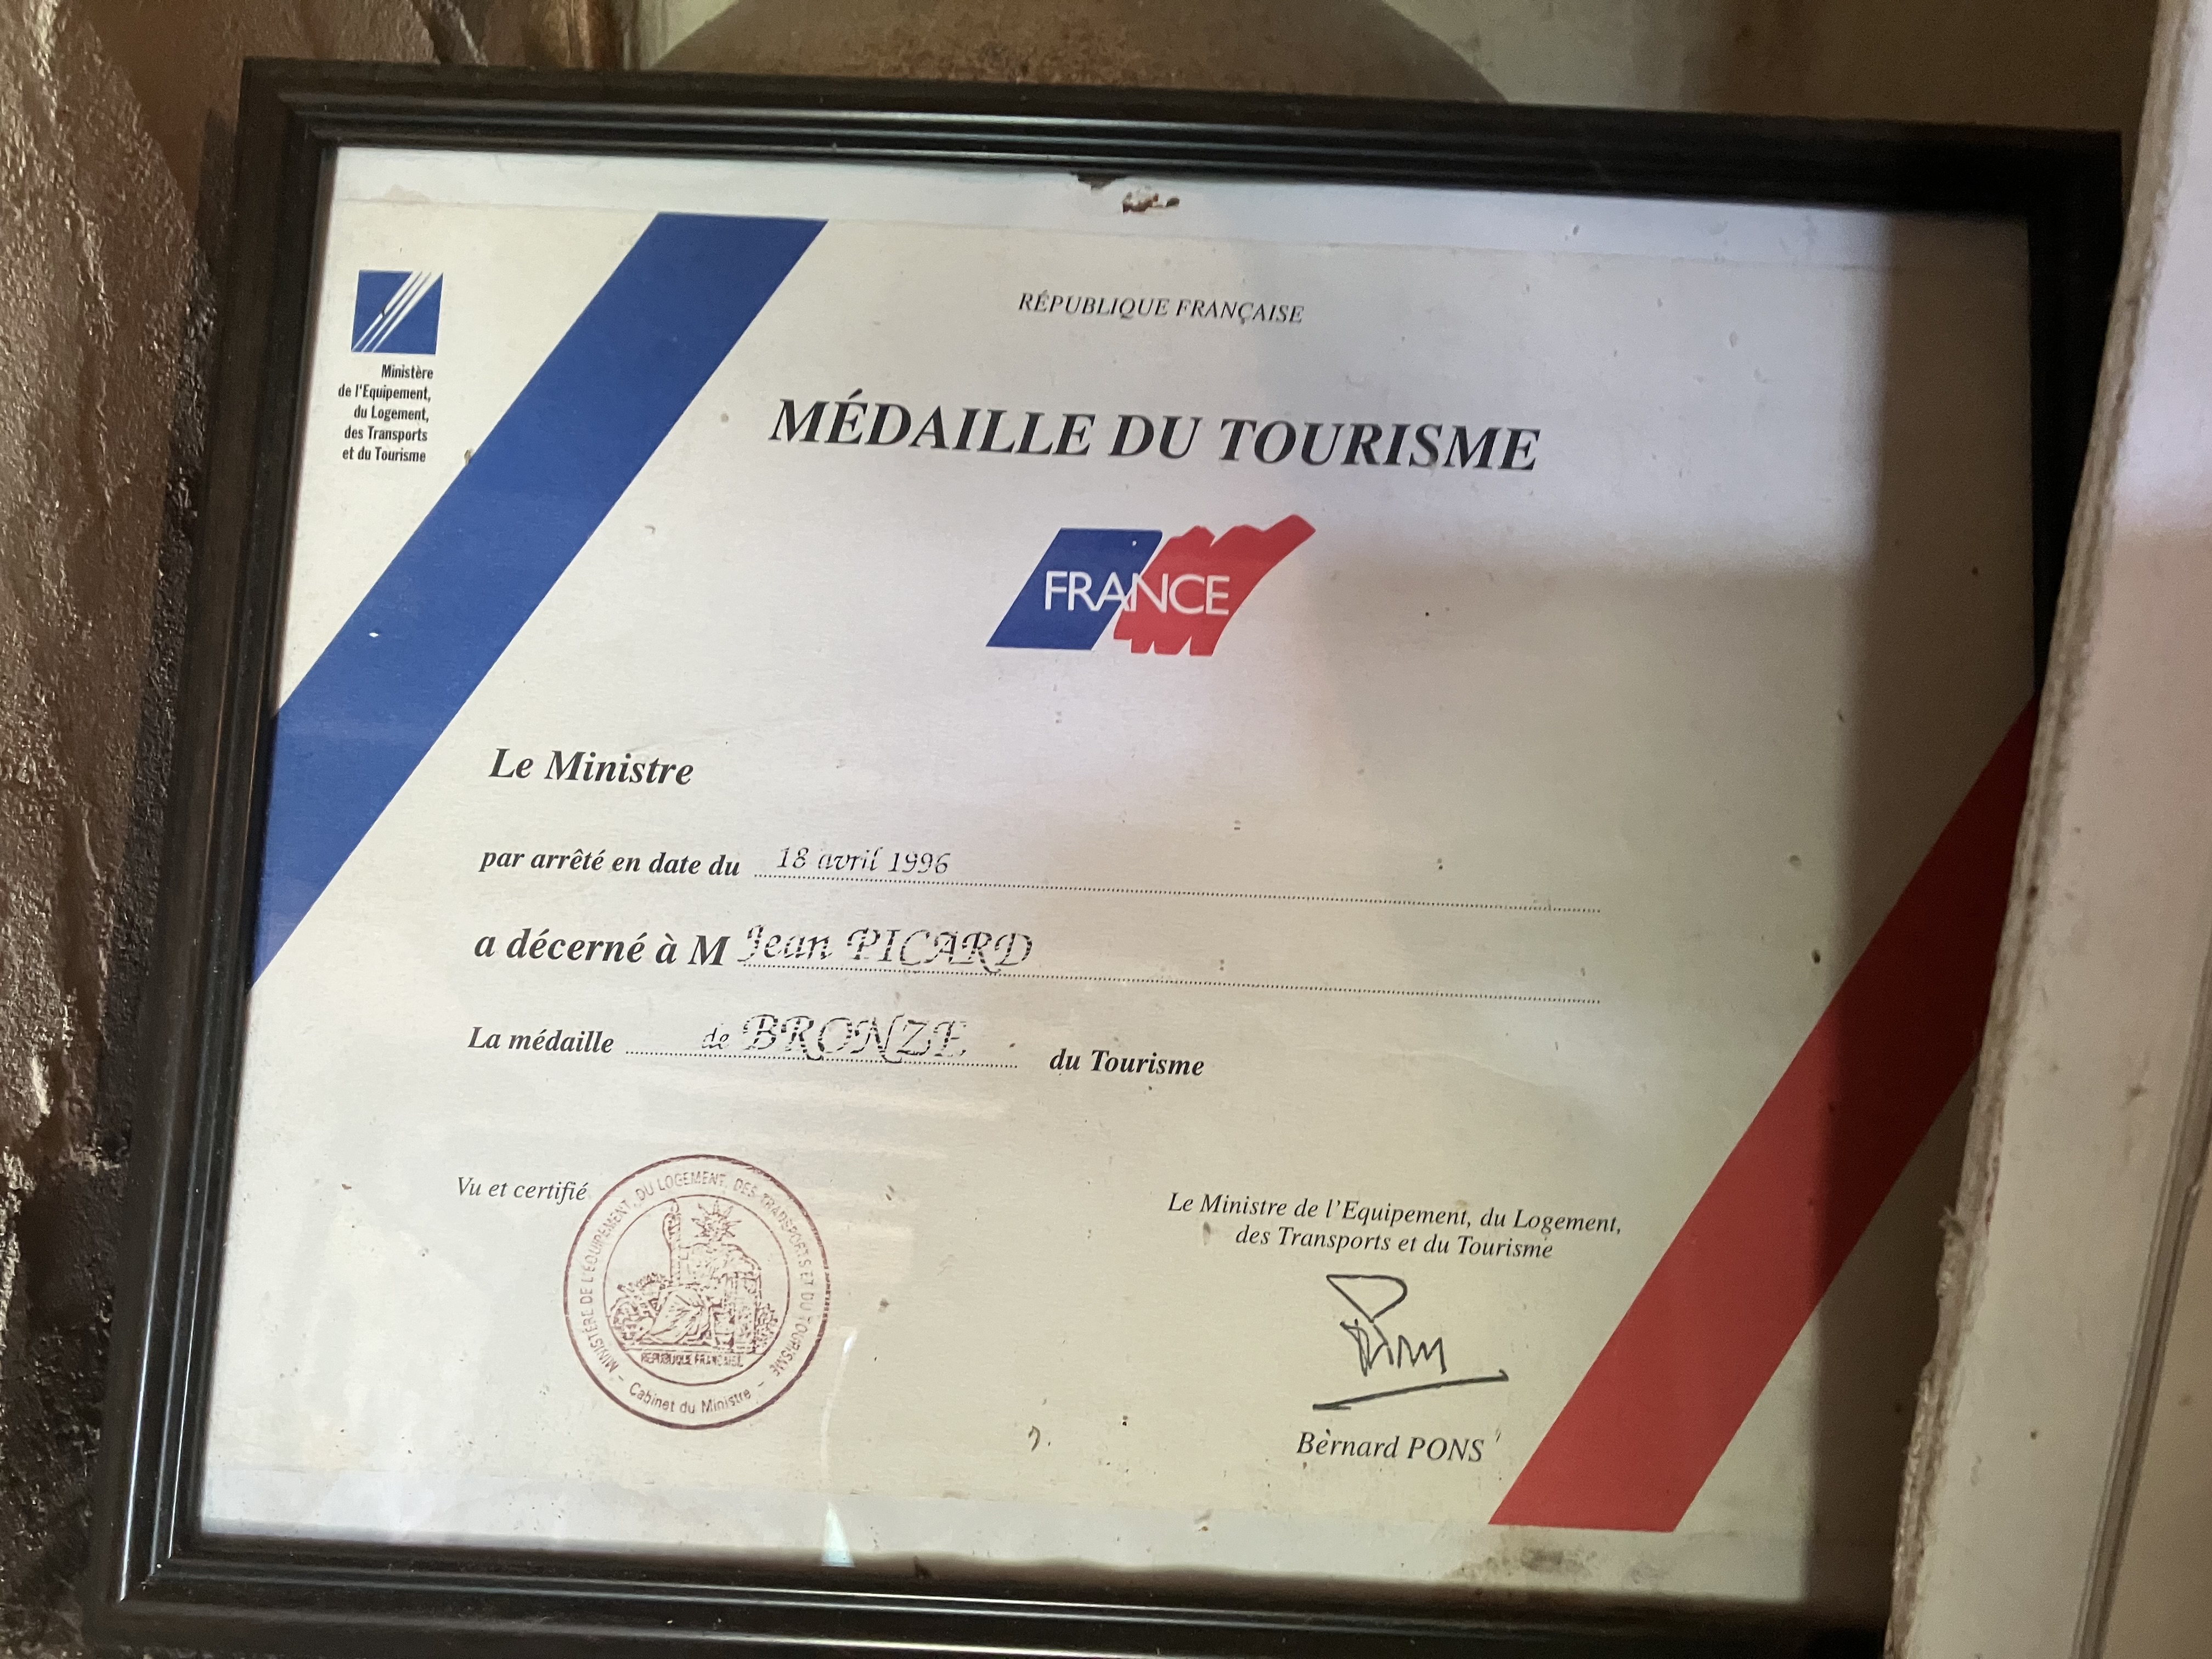 Ministère
de l'Equipement,
du Logement,
des Transports
et du Tourisme
RÉPUBLIQUE FRANÇAISE
MÉDAILLE DU TOURISME
FRANCE
Le Ministre
par arrêté en date du 18 avril 1996
a décerné à M Jean PICARD
La médaille de BRONZE du Tourisme
Vu et certifié
MINISTÈRE DE L'ÉQUIPEMENT, DU LOGEMENT, DES TRANSPORTS ET DU TOURISME
REPUBLIQUE FRANÇAISE
- Cabinet du Ministre -
Le Ministre de l'Equipement, du Logement,
des Transports et du Tourisme
Bernard PONS